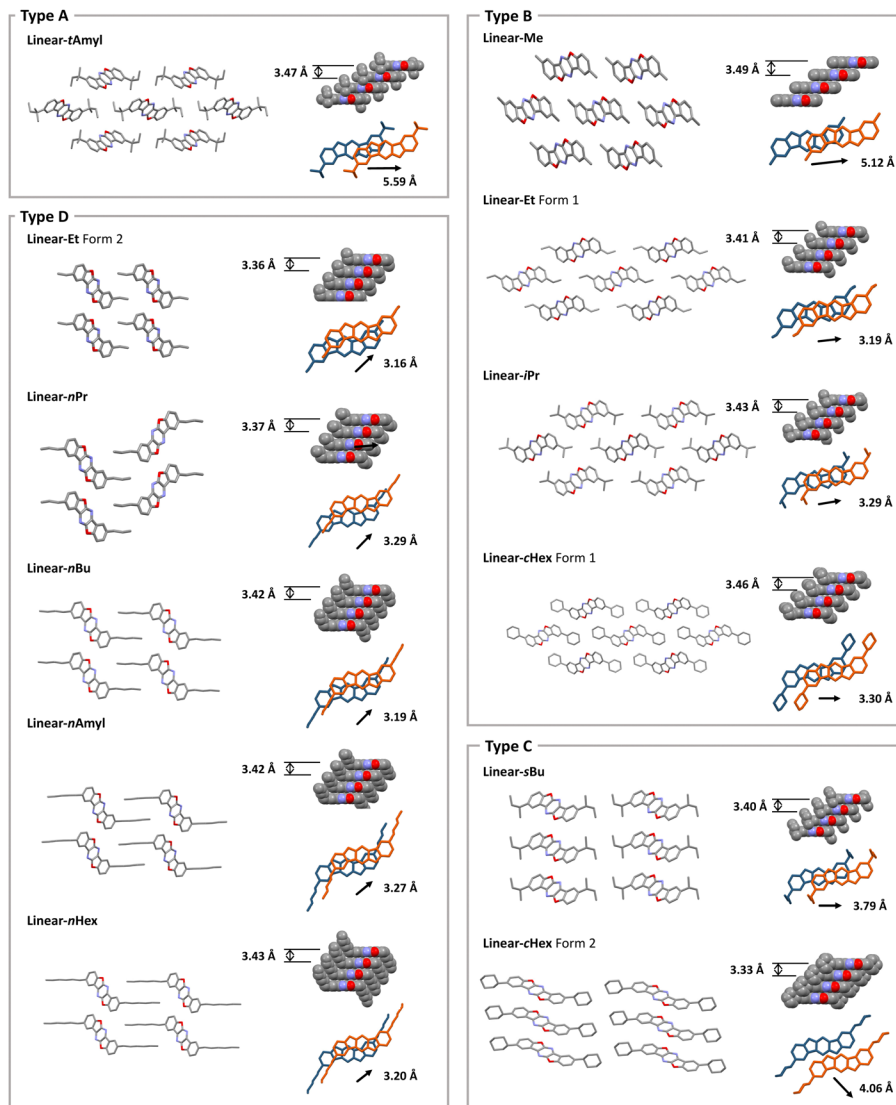 Type A
Linear-tAmyl
3.47 Å
5.59 Å
Type D
Linear-Et Form 2
3.36 Å
3.16 Å
Linear-nPr
3.37 Å
3.29 Å
Linear-nBu
3.42 Å
3.19 Å
Linear-nAmyl
3.42 Å
3.27 Å
Linear-nHex
3.43 Å
3.20 Å
Type B
Linear-Me
3.49 Å
5.12 Å
Linear-Et Form 1
3.41 Å
3.19 Å
Linear-iPr
3.43 Å
3.29 Å
Linear-cHex Form 1
3.46 Å
3.30 Å
Type C
Linear-sBu
3.40 Å
3.79 Å
Linear-cHex Form 2
3.33 Å
4.06 Å